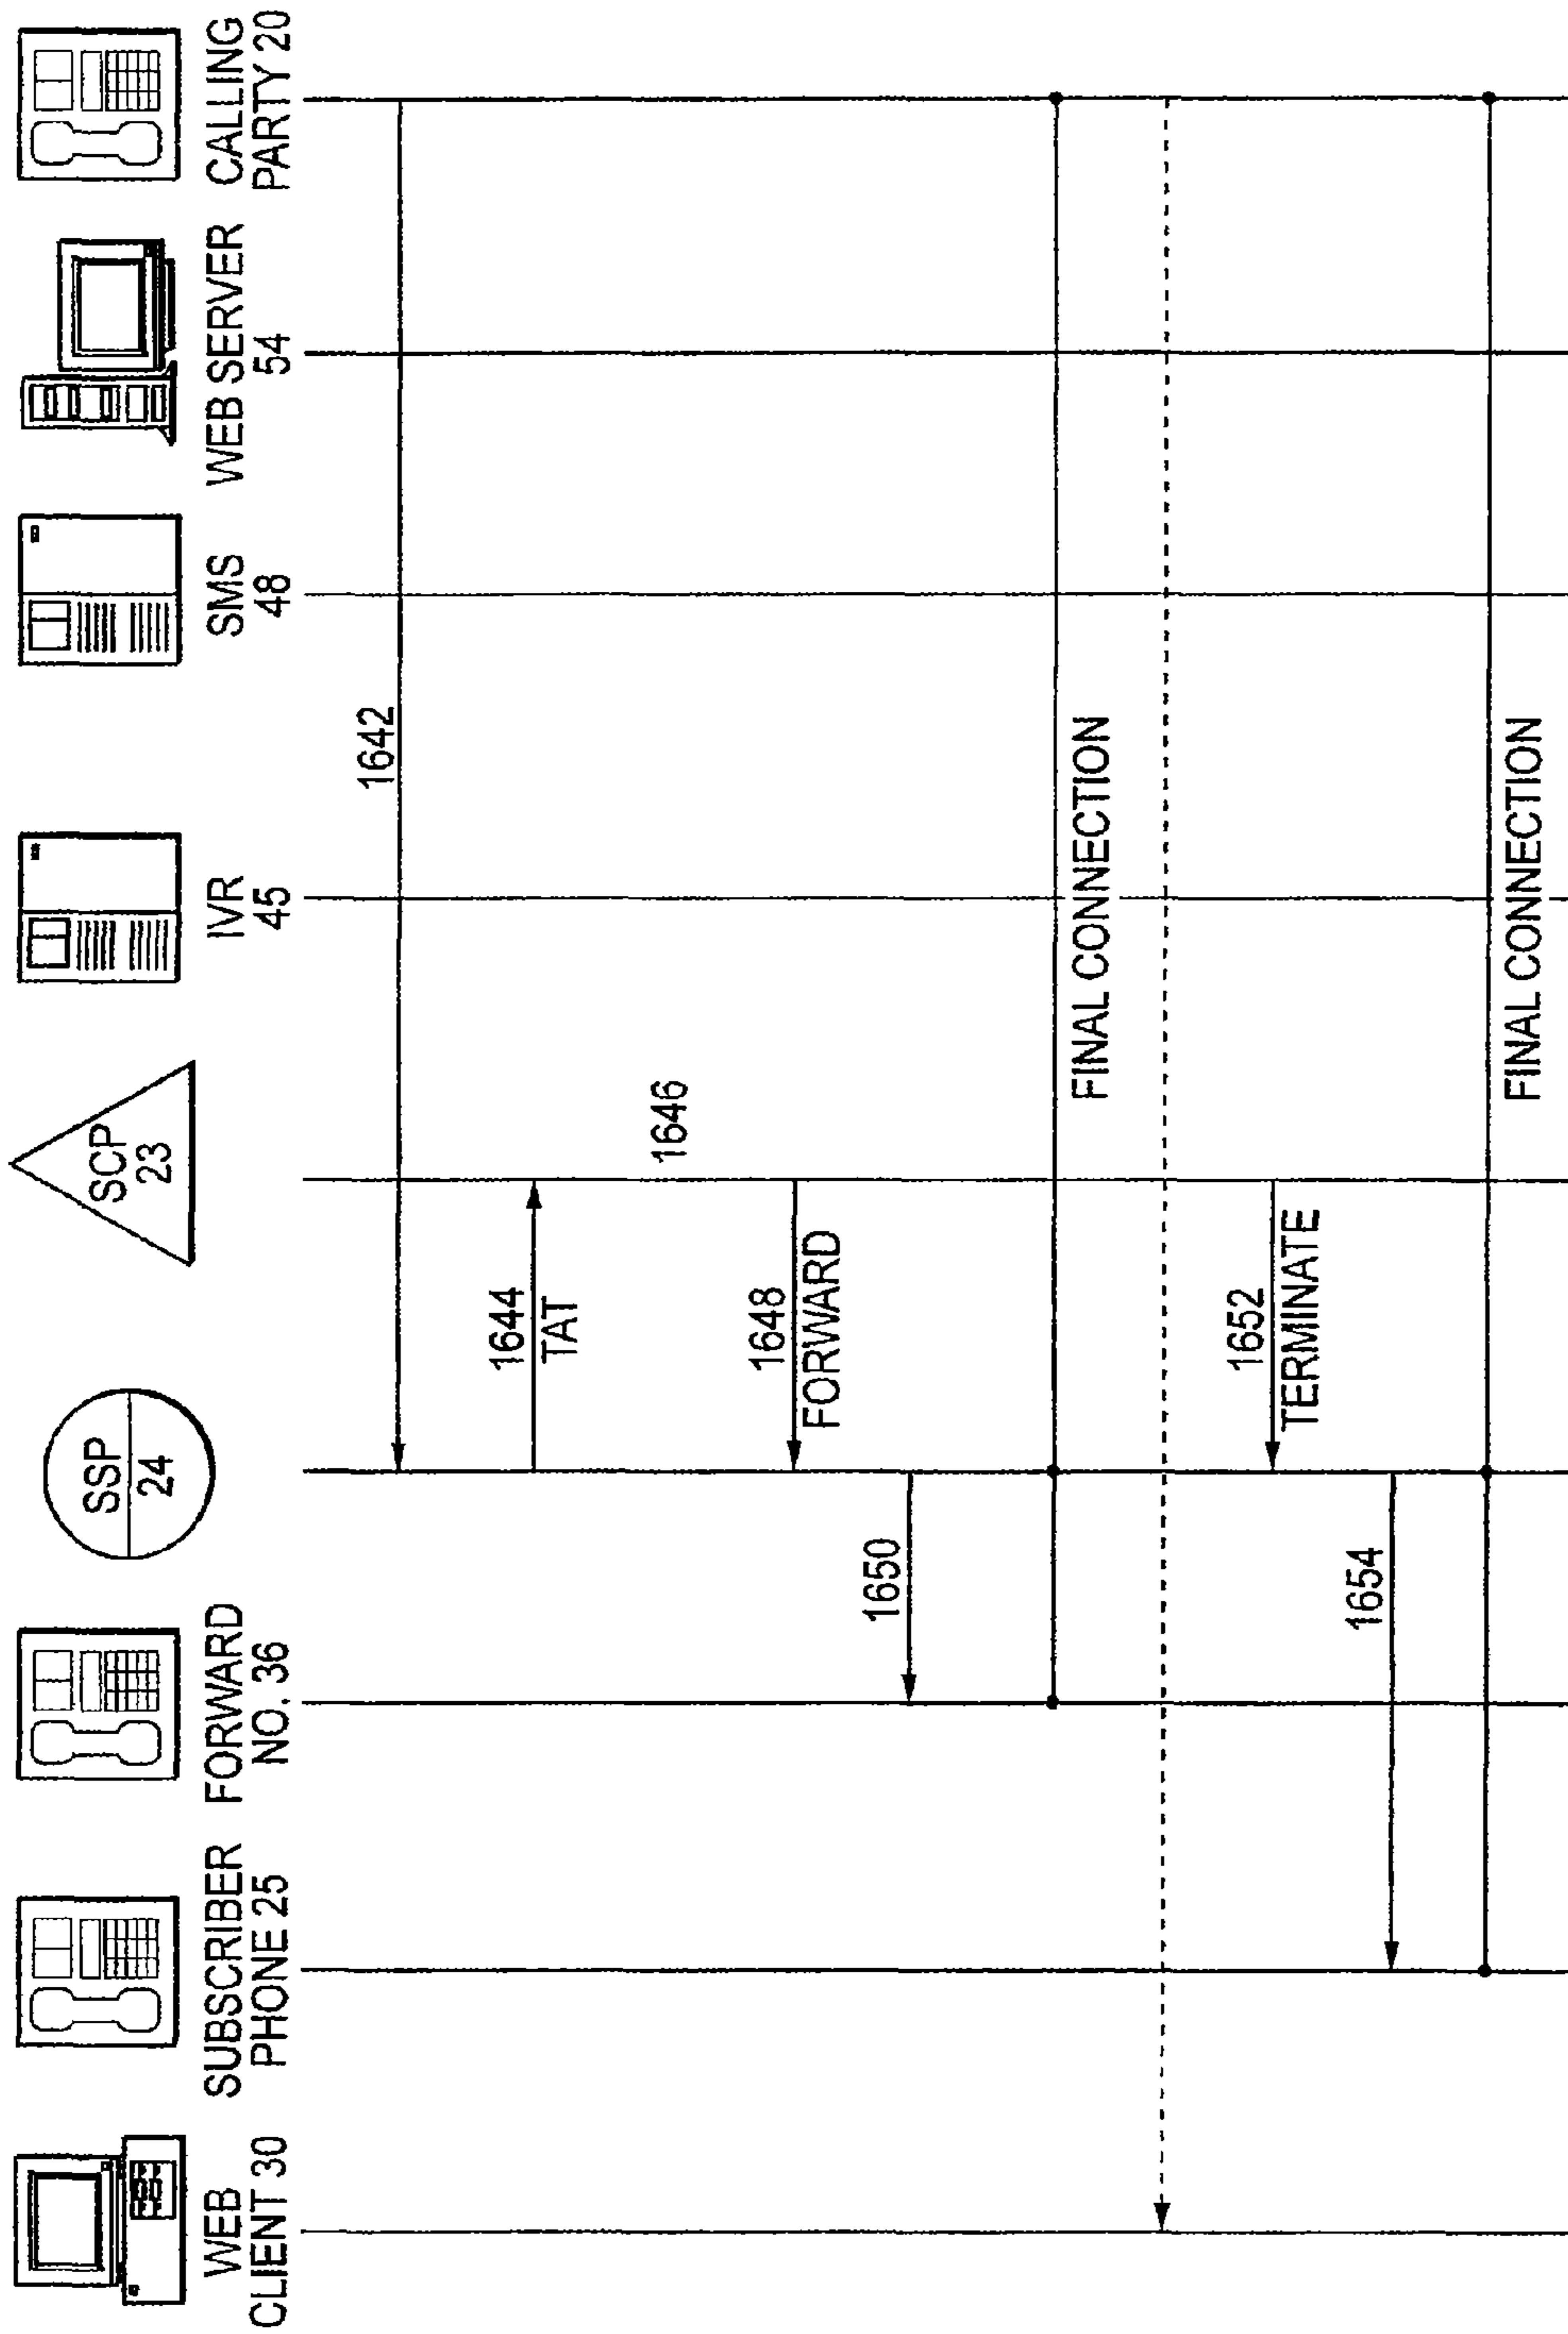 WEB
CLIENT 30
SUBSCRIBER
PHONE 25
FORWARD
NO. 36
SSP
24
SCP
23
IVR
45
SMS
48
WEB SERVER
54
CALLING
PARTY 20
1642
1644
TAT
1646
1648
FORWARD
1650
FINAL CONNECTION
1652
TERMINATE
1654
FINAL CONNECTION